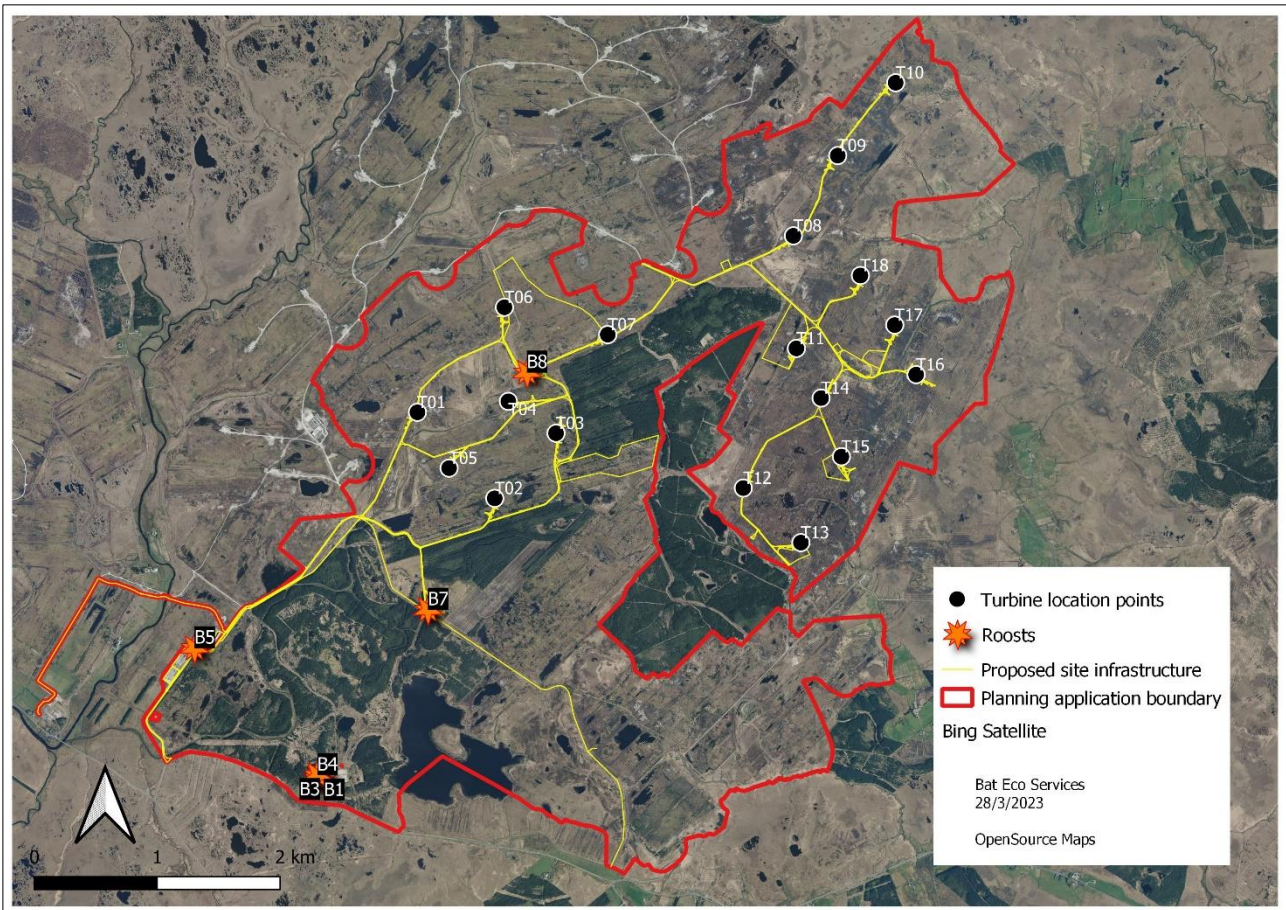 T10
T09
T08
T18
T06
T17
T07
T11
B8
T16
T04
T14
T01
T03
T05
T15
T02
T12
T13
B7
B5
B4
B3 B1
0 1 2 km
Turbine location points
Roosts
Proposed site infrastructure
Planning application boundary
Bing Satellite
Bat Eco Services
28/3/2023
OpenSource Maps